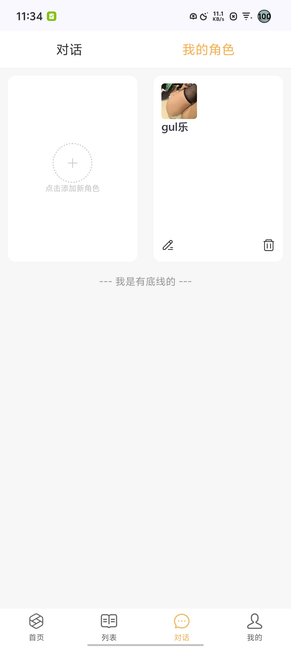 11:34
11.1
KB/s
100
对话
我的角色
点击添加新角色
gul乐
--- 我是有底线的 ---
首页
列表
对话
我的